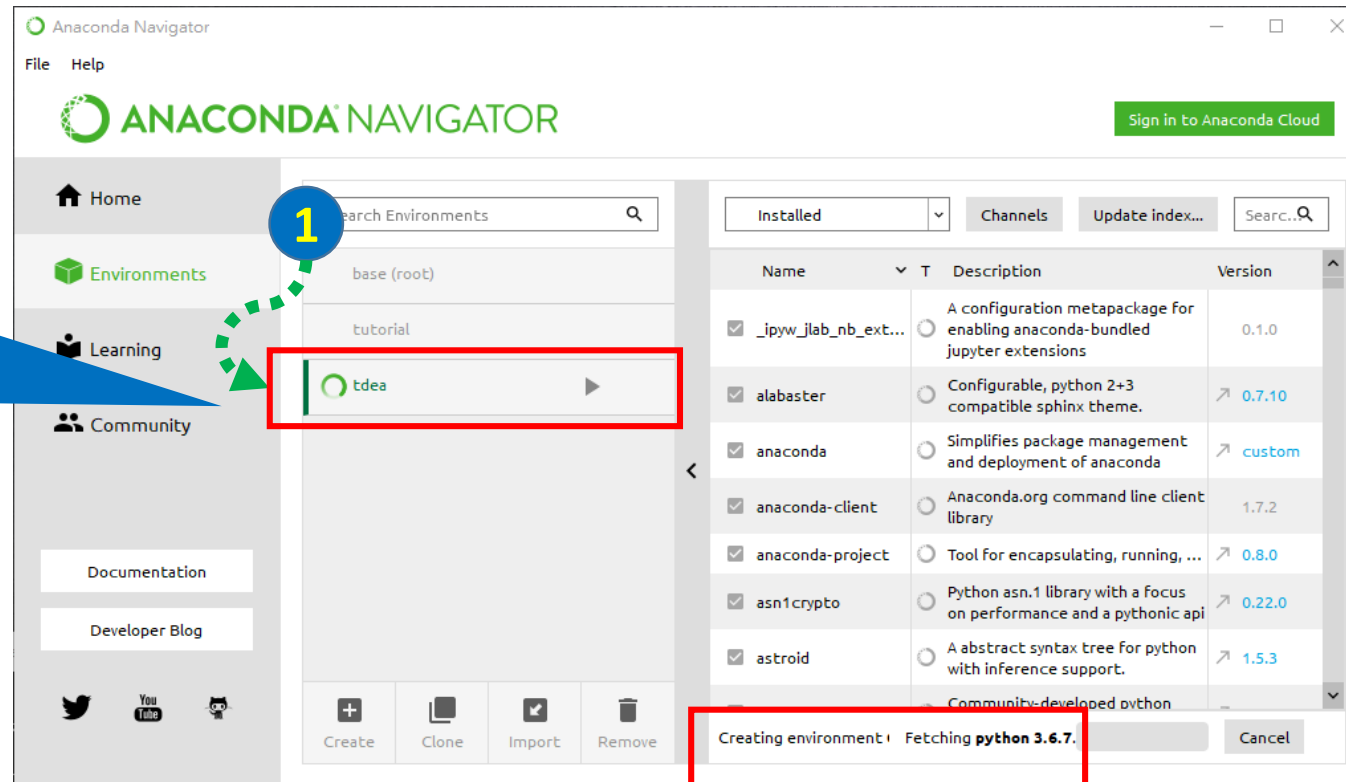 Anaconda Navigator
File Help
ANACONDA NAVIGATOR
Sign in to Anaconda Cloud
Home
Environments
Learning
Community
Documentation
Developer Blog
You
Tube
1
earch Environments
base (root)
tutorial
tdea
Create Clone Import Remove
Installed Channels Update index... Searc...
Name T Description Version
_ipyw_jlab_nb_ext... A configuration metapackage for
enabling anaconda-bundled
jupyter extensions
0.1.0
alabaster Configurable, python 2+3
compatible sphinx theme.
0.7.10
anaconda Simplifies package management
and deployment of anaconda
custom
anaconda-client Anaconda.org command line client
library
1.7.2
anaconda-project Tool for encapsulating, running, ... 0.8.0
asn1crypto Python asn.1 library with a focus
on performance and a pythonic api
0.22.0
astroid A abstract syntax tree for python
with inference support.
1.5.3
Community-developed python
Creating environment Fetching python 3.6.7. Cancel